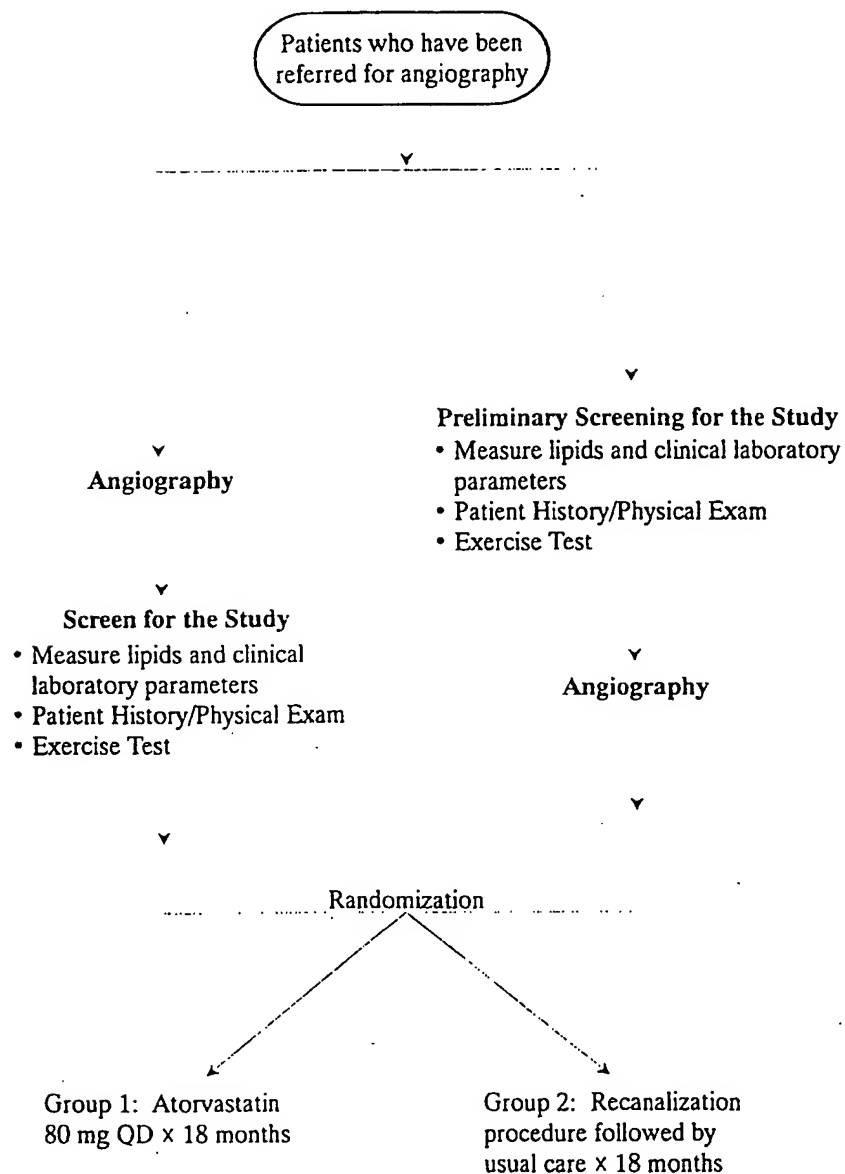 Patients who have been
referred for angiography
Angiography
Screen for the Study
• Measure lipids and clinical
laboratory parameters
• Patient History/Physical Exam
• Exercise Test
Preliminary Screening for the Study
• Measure lipids and clinical laboratory
parameters
• Patient History/Physical Exam
• Exercise Test
Angiography
Randomization
Group 1: Atorvastatin
80 mg QD × 18 months
Group 2: Recanalization
procedure followed by
usual care × 18 months